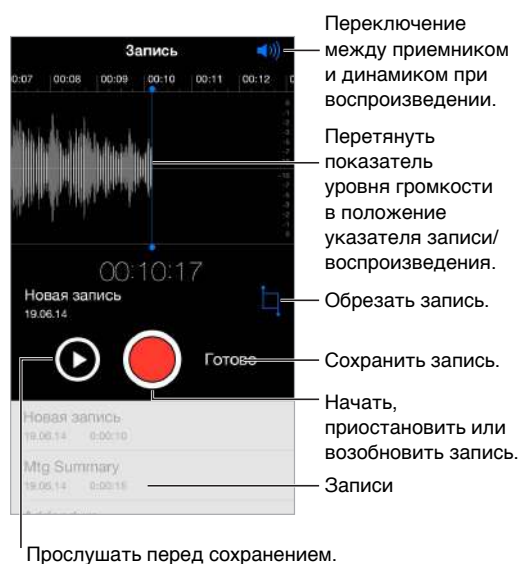 Запись
0:07 00:08 00:09 00:10 00:11 00:12
00:10:17
Новая запись
19.06.14
Готово
Новая запись
19.06.14 0:00:10
Mtg Summary
19.06.14 0:00:15
Переключение
между приемником
и динамиком при
воспроизведении.
Перетянуть
показатель
уровня громкости
в положение
указателя записи/
воспроизведения.
Обрезать запись.
Сохранить запись.
Начать,
приостановить или
возобновить запись.
Записи
Прослушать перед сохранением.